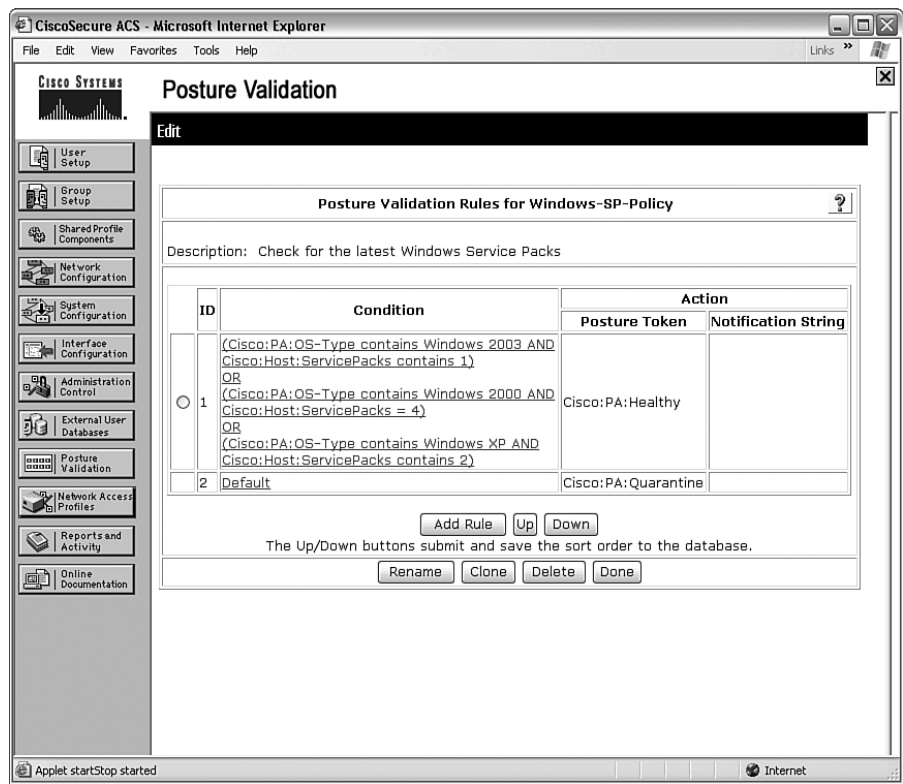 CiscoSecure ACS - Microsoft Internet Explorer
File Edit View Favorites Tools Help
Links »
CISCO SYSTEMS
Posture Validation
Edit
User
Setup
Group
Setup
Shared Profile
Components
Network
Configuration
System
Configuration
Interface
Configuration
Administration
Control
External User
Databases
Posture
Validation
Network Access
Profiles
Reports and
Activity
Online
Documentation
Posture Validation Rules for Windows-SP-Policy
?
Description: Check for the latest Windows Service Packs
ID Condition Action
Posture Token Notification String
1
(Cisco:PA:OS-Type contains Windows 2003 AND
Cisco:Host:ServicePacks contains 1)
OR
(Cisco:PA:OS-Type contains Windows 2000 AND
Cisco:Host:ServicePacks = 4)
OR
(Cisco:PA:OS-Type contains Windows XP AND
Cisco:Host:ServicePacks contains 2)
Cisco:PA:Healthy
2 Default Cisco:PA:Quarantine
Add Rule Up Down
The Up/Down buttons submit and save the sort order to the database.
Rename Clone Delete Done
Applet startStop started
Internet